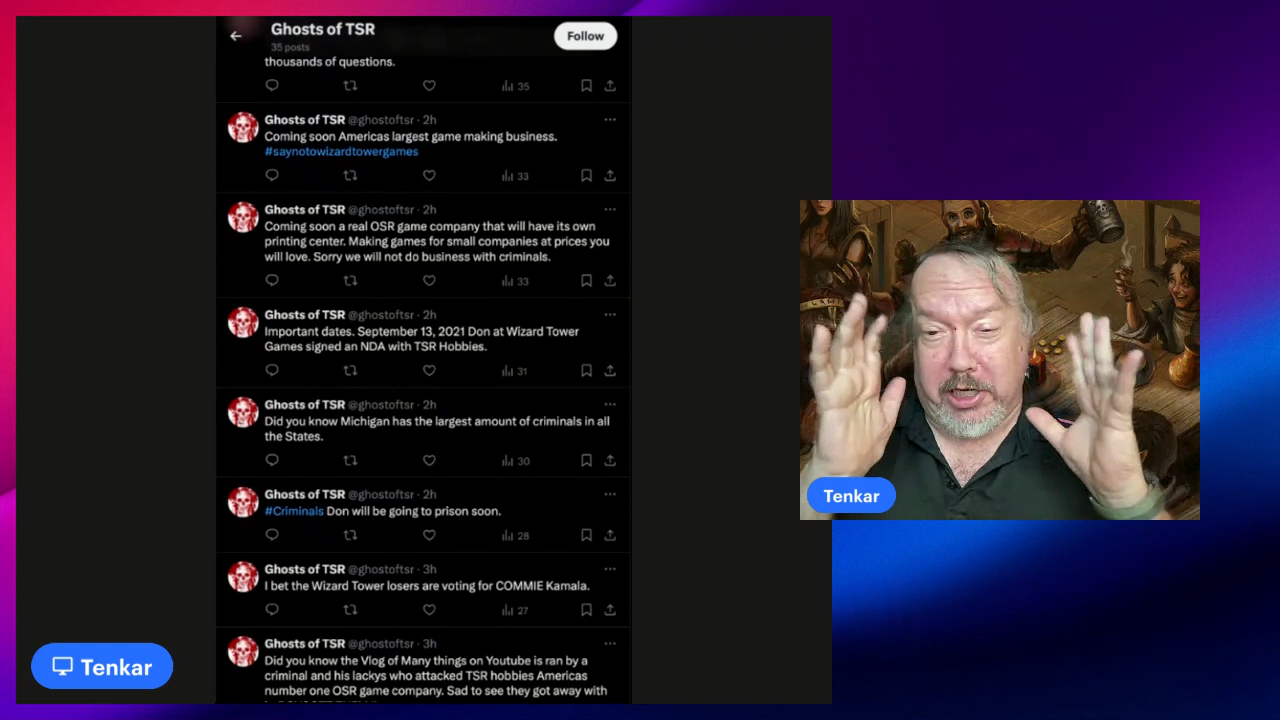 Ghosts of TSR
35 posts
Follow
thousands of questions.
35
Ghosts of TSR @ghostoftsr · 2h
Coming soon Americas largest game making business.
#saynotowizardtowergames
33
Ghosts of TSR @ghostoftsr · 2h
Coming soon a real OSR game company that will have its own
printing center. Making games for small companies at prices you
will love. Sorry we will not do business with criminals.
33
Ghosts of TSR @ghostoftsr · 2h
Important dates. September 13, 2021 Don at Wizard Tower
Games signed an NDA with TSR Hobbies.
31
Ghosts of TSR @ghostoftsr · 2h
Did you know Michigan has the largest amount of criminals in all
the States.
30
Ghosts of TSR @ghostoftsr · 2h
#Criminals Don will be going to prison soon.
28
Ghosts of TSR @ghostoftsr · 3h
I bet the Wizard Tower losers are voting for COMMIE Kamala.
27
Ghosts of TSR @ghostoftsr · 3h
Did you know the Vlog of Many things on Youtube is ran by a
criminal and his lackys who attacked TSR hobbies Americas
number one OSR game company. Sad to see they got away with
Tenkar
Tenkar